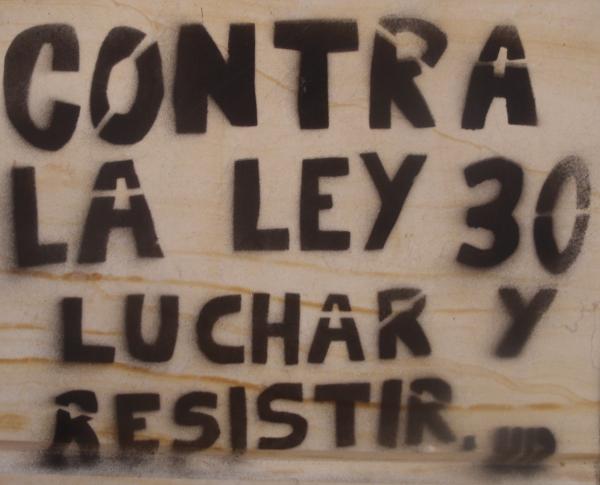 CONTRA
LA LEY 30
LUCHAR Y
RESISTIR.